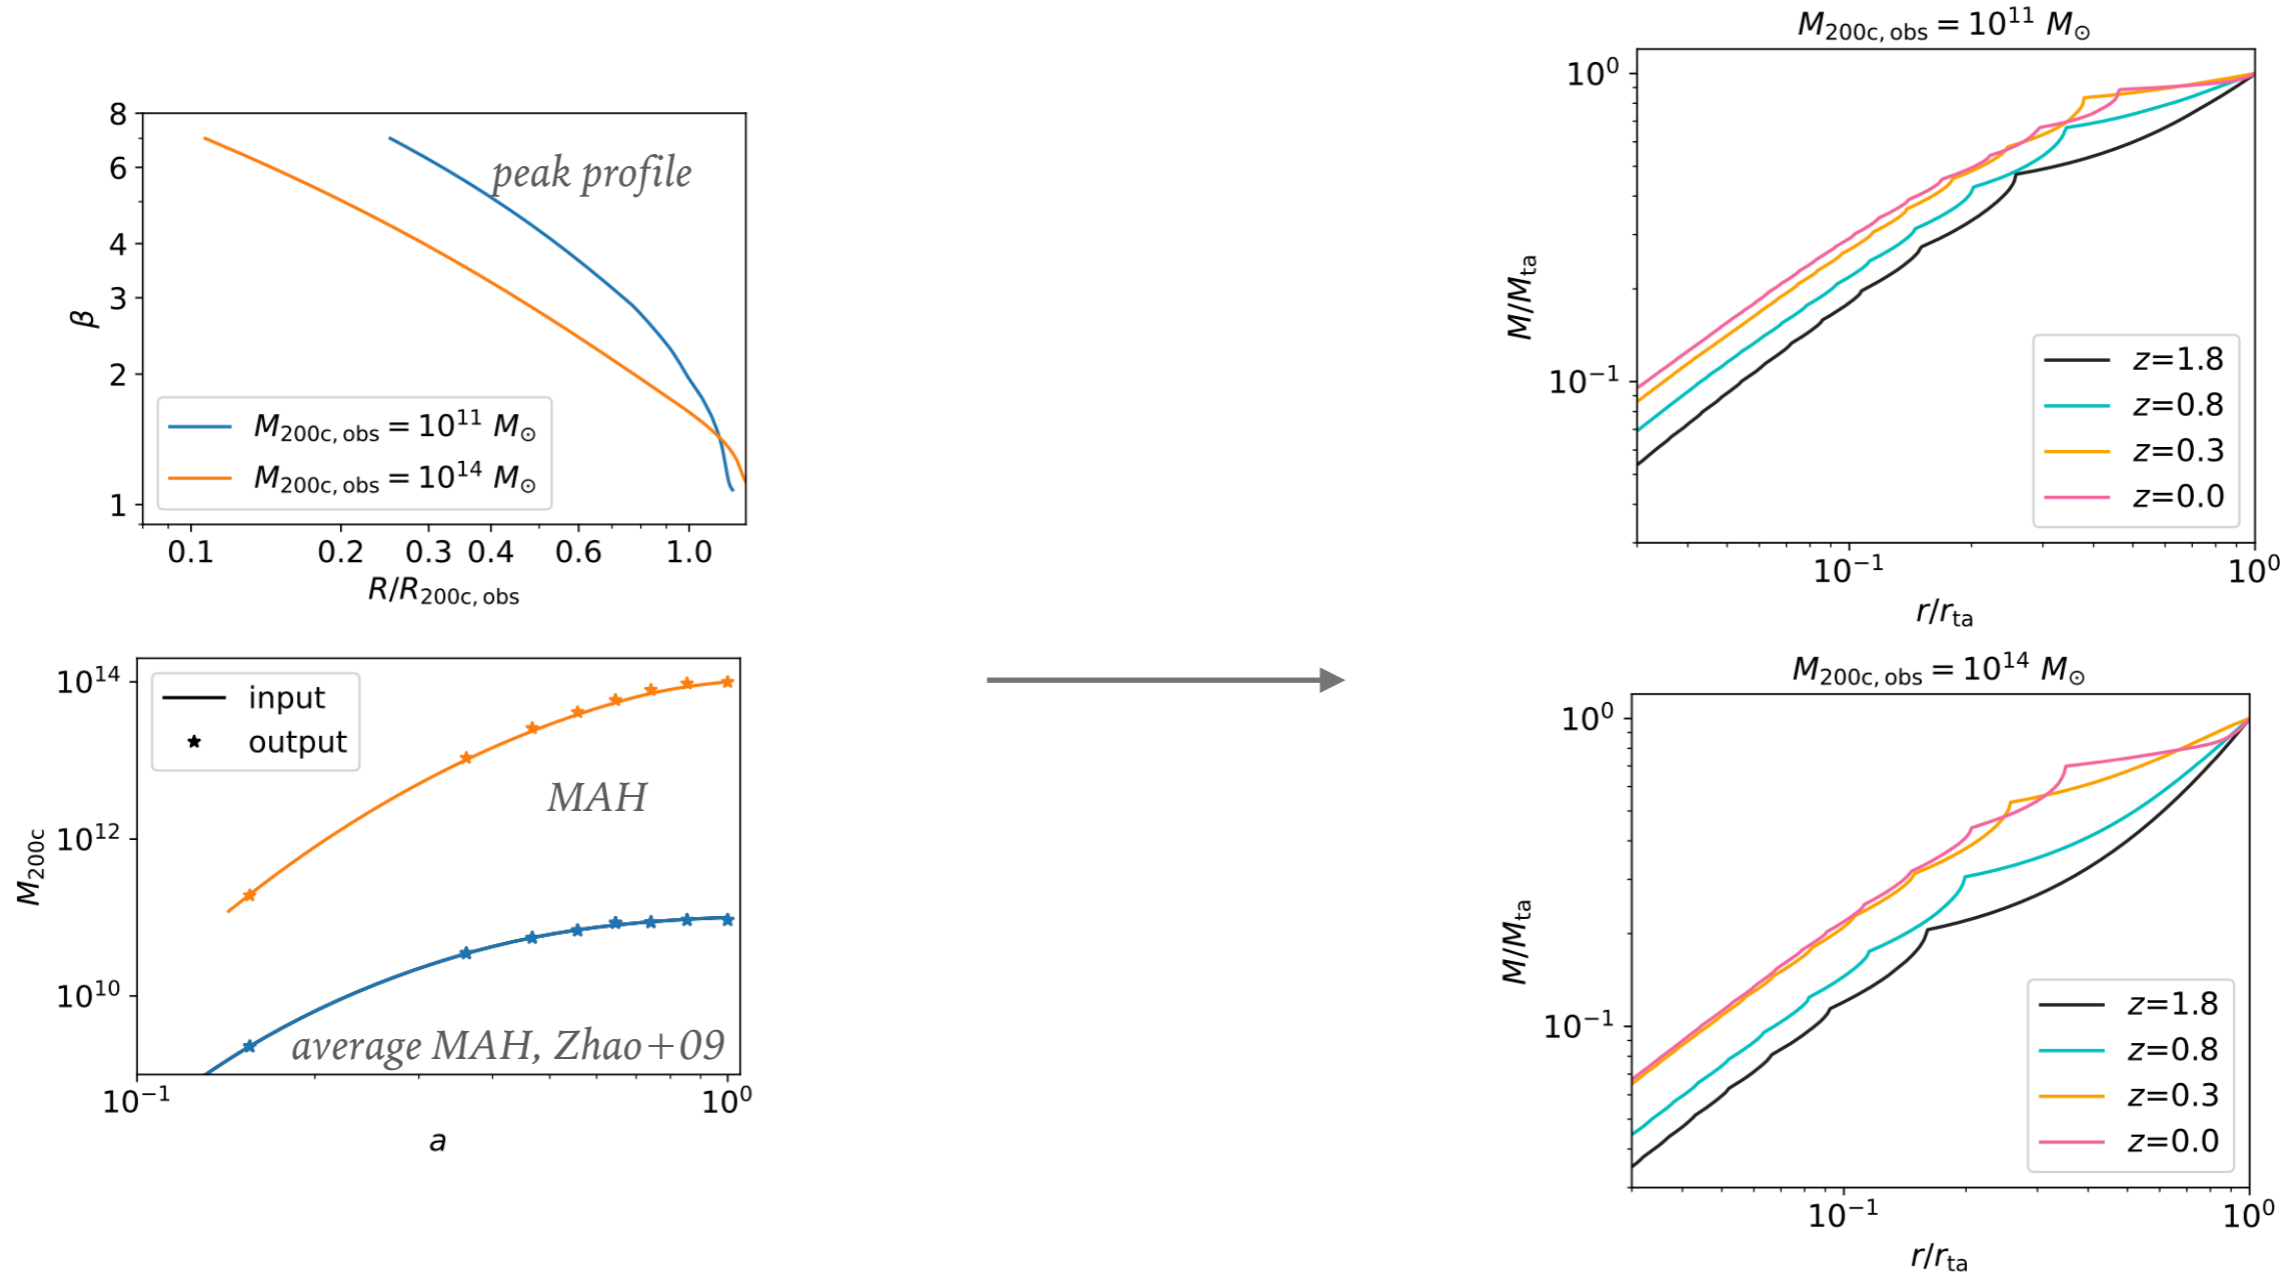 8
6
4
3
2
1
β
peak profile
M200c, obs = 10^11 M⊙
M200c, obs = 10^14 M⊙
0.1 0.2 0.3 0.4 0.6 1.0
R/R200c, obs
10^14
10^12
10^10
M200c
input
output
MAH
average MAH, Zhao+09
10^−1 10^0
a
M200c, obs = 10^11 M⊙
10^0
10^−1
M/Mta
z=1.8
z=0.8
z=0.3
z=0.0
10^−1 10^0
r/rta
M200c, obs = 10^14 M⊙
10^0
10^−1
M/Mta
z=1.8
z=0.8
z=0.3
z=0.0
10^−1 10^0
r/rta